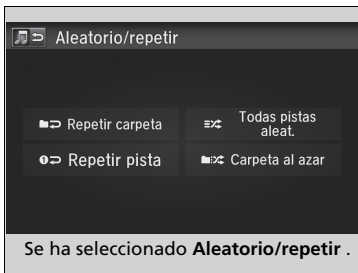 Aleatorio/repetir
Repetir carpeta
Todas pistas
aleat.
Repetir pista
Carpeta al azar
Se ha seleccionado Aleatorio/repetir .